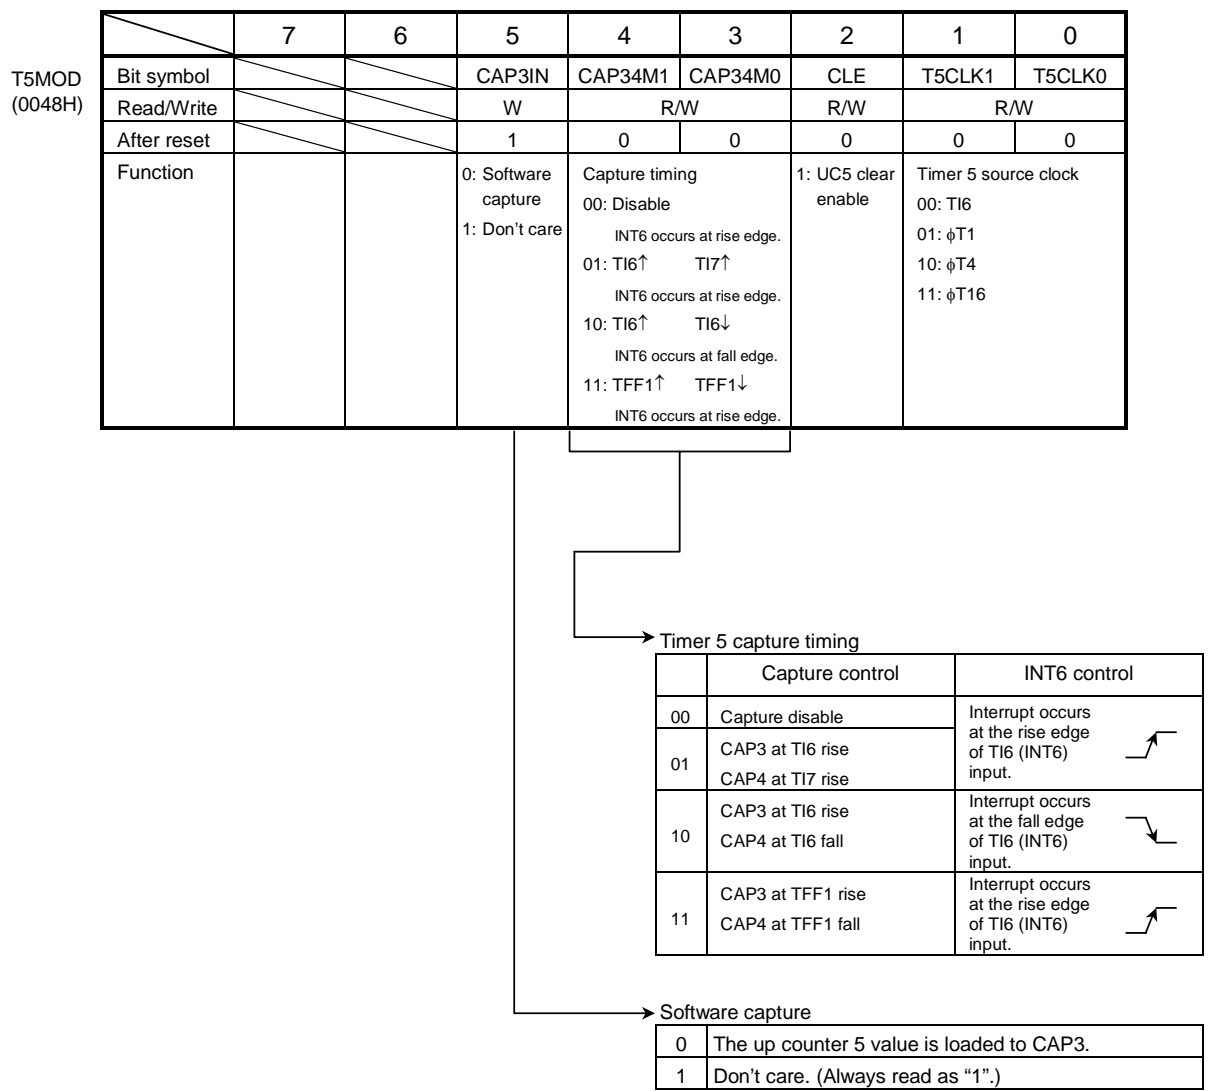 7 6 5 4 3 2 1 0
T5MOD
(0048H)
Bit symbol CAP3IN CAP34M1 CAP34M0 CLE T5CLK1 T5CLK0
Read/Write W R/W R/W R/W
After reset 1 0 0 0 0 0
Function
0: Software
capture
1: Don’t care
Capture timing
00: Disable
INT6 occurs at rise edge.
01: TI6↑ TI7↑
INT6 occurs at rise edge.
10: TI6↑ TI6↓
INT6 occurs at fall edge.
11: TFF1↑ TFF1↓
INT6 occurs at rise edge.
1: UC5 clear
enable
Timer 5 source clock
00: TI6
01: ϕT1
10: ϕT4
11: ϕT16
Timer 5 capture timing
Capture control INT6 control
00 Capture disable
01 CAP3 at TI6 rise
CAP4 at TI7 rise
Interrupt occurs
at the rise edge
of TI6 (INT6)
input.
10 CAP3 at TI6 rise
CAP4 at TI6 fall
Interrupt occurs
at the fall edge
of TI6 (INT6)
input.
11 CAP3 at TFF1 rise
CAP4 at TFF1 fall
Interrupt occurs
at the rise edge
of TI6 (INT6)
input.
Software capture
0 The up counter 5 value is loaded to CAP3.
1 Don’t care. (Always read as “1”.)